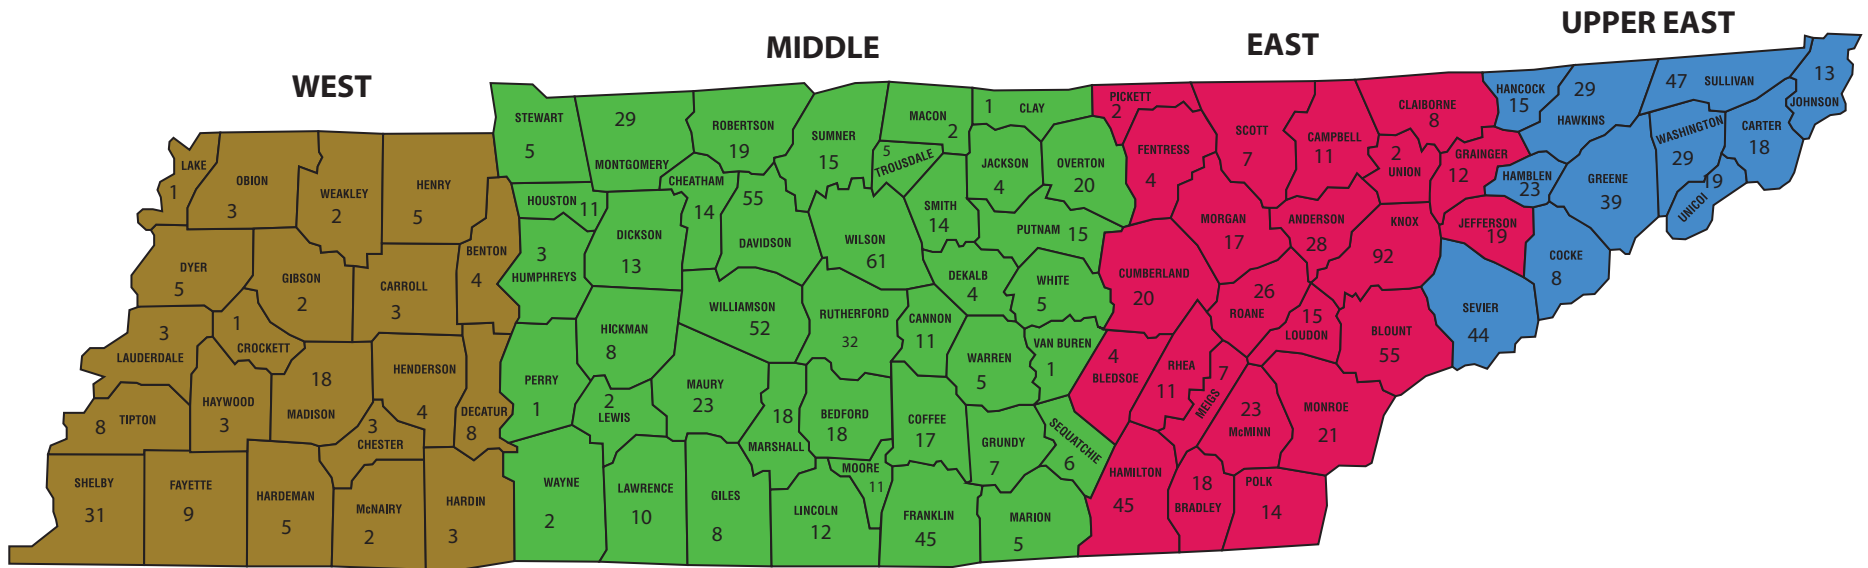 UPPER EAST
EAST
MIDDLE
WEST
LAKE
1
OBION
3
WEAKLEY
2
HENRY
5
DYER
5
GIBSON
2
CARROLL
3
BENTON
4
3
LAUDERDALE
1
CROCKETT
18
MADISON
HENDERSON
4
DECATUR
8
8
TIPTON
HAYWOOD
3
3
CHESTER
SHELBY
31
FAYETTE
9
HARDEMAN
5
McNAIRY
2
HARDIN
3
STEWART
5
29
MONTGOMERY
ROBERTSON
19
SUMNER
15
MACON
2
5
TROUSDALE
1
CLAY
JACKSON
4
OVERTON
20
HOUSTON
11
CHEATHAM
14
55
DAVIDSON
3
HUMPHREYS
DICKSON
13
WILSON
61
SMITH
14
PUTNAM
15
DEKALB
4
WHITE
5
WILLIAMSON
52
RUTHERFORD
32
CANNON
11
HICKMAN
8
WARREN
5
VAN BUREN
1
PERRY
1
2
LEWIS
MAURY
23
18
MARSHALL
BEDFORD
18
COFFEE
17
GRUNDY
7
SEQUATCHIE
6
WAYNE
2
LAWRENCE
10
GILES
8
LINCOLN
12
MOORE
11
FRANKLIN
45
MARION
5
PICKETT
2
FENTRESS
4
SCOTT
7
CAMPBELL
11
CLAIBORNE
8
2
UNION
GRAINGER
12
MORGAN
17
ANDERSON
28
KNOX
92
JEFFERSON
19
CUMBERLAND
20
26
ROANE
15
LOUDON
BLOUNT
55
4
BLEDSOE
RHEA
11
7
MEIGS
23
McMINN
MONROE
21
HAMILTON
45
18
BRADLEY
POLK
14
HANCOCK
15
29
HAWKINS
47
SULLIVAN
13
JOHNSON
WASHINGTON
29
CARTER
18
19
UNICOI
HAMBLEN
23
GREENE
39
COCKE
8
SEVIER
44